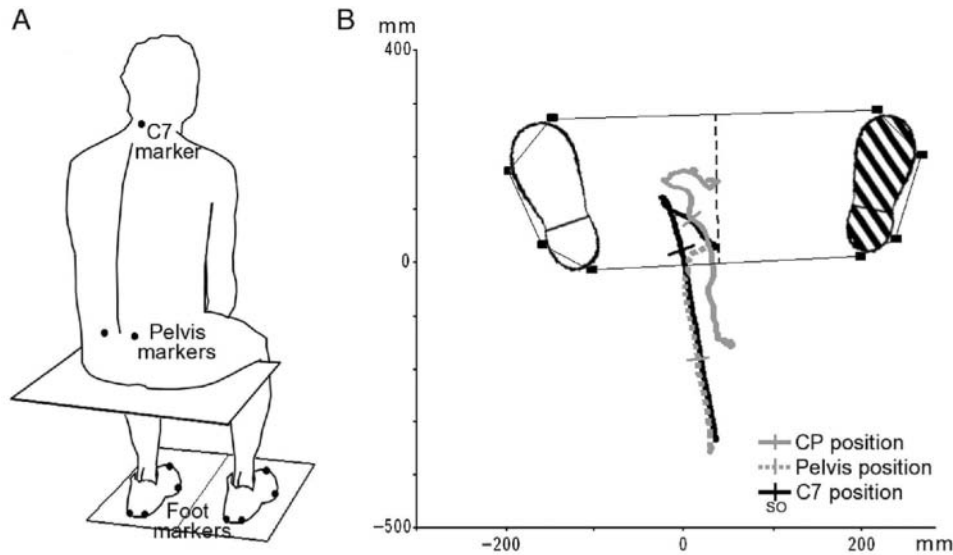 A
C7
marker
Pelvis
markers
Foot
markers
B
mm
400
0
−500
−200
0
200
mm
CP position
Pelvis position
C7 position
SO